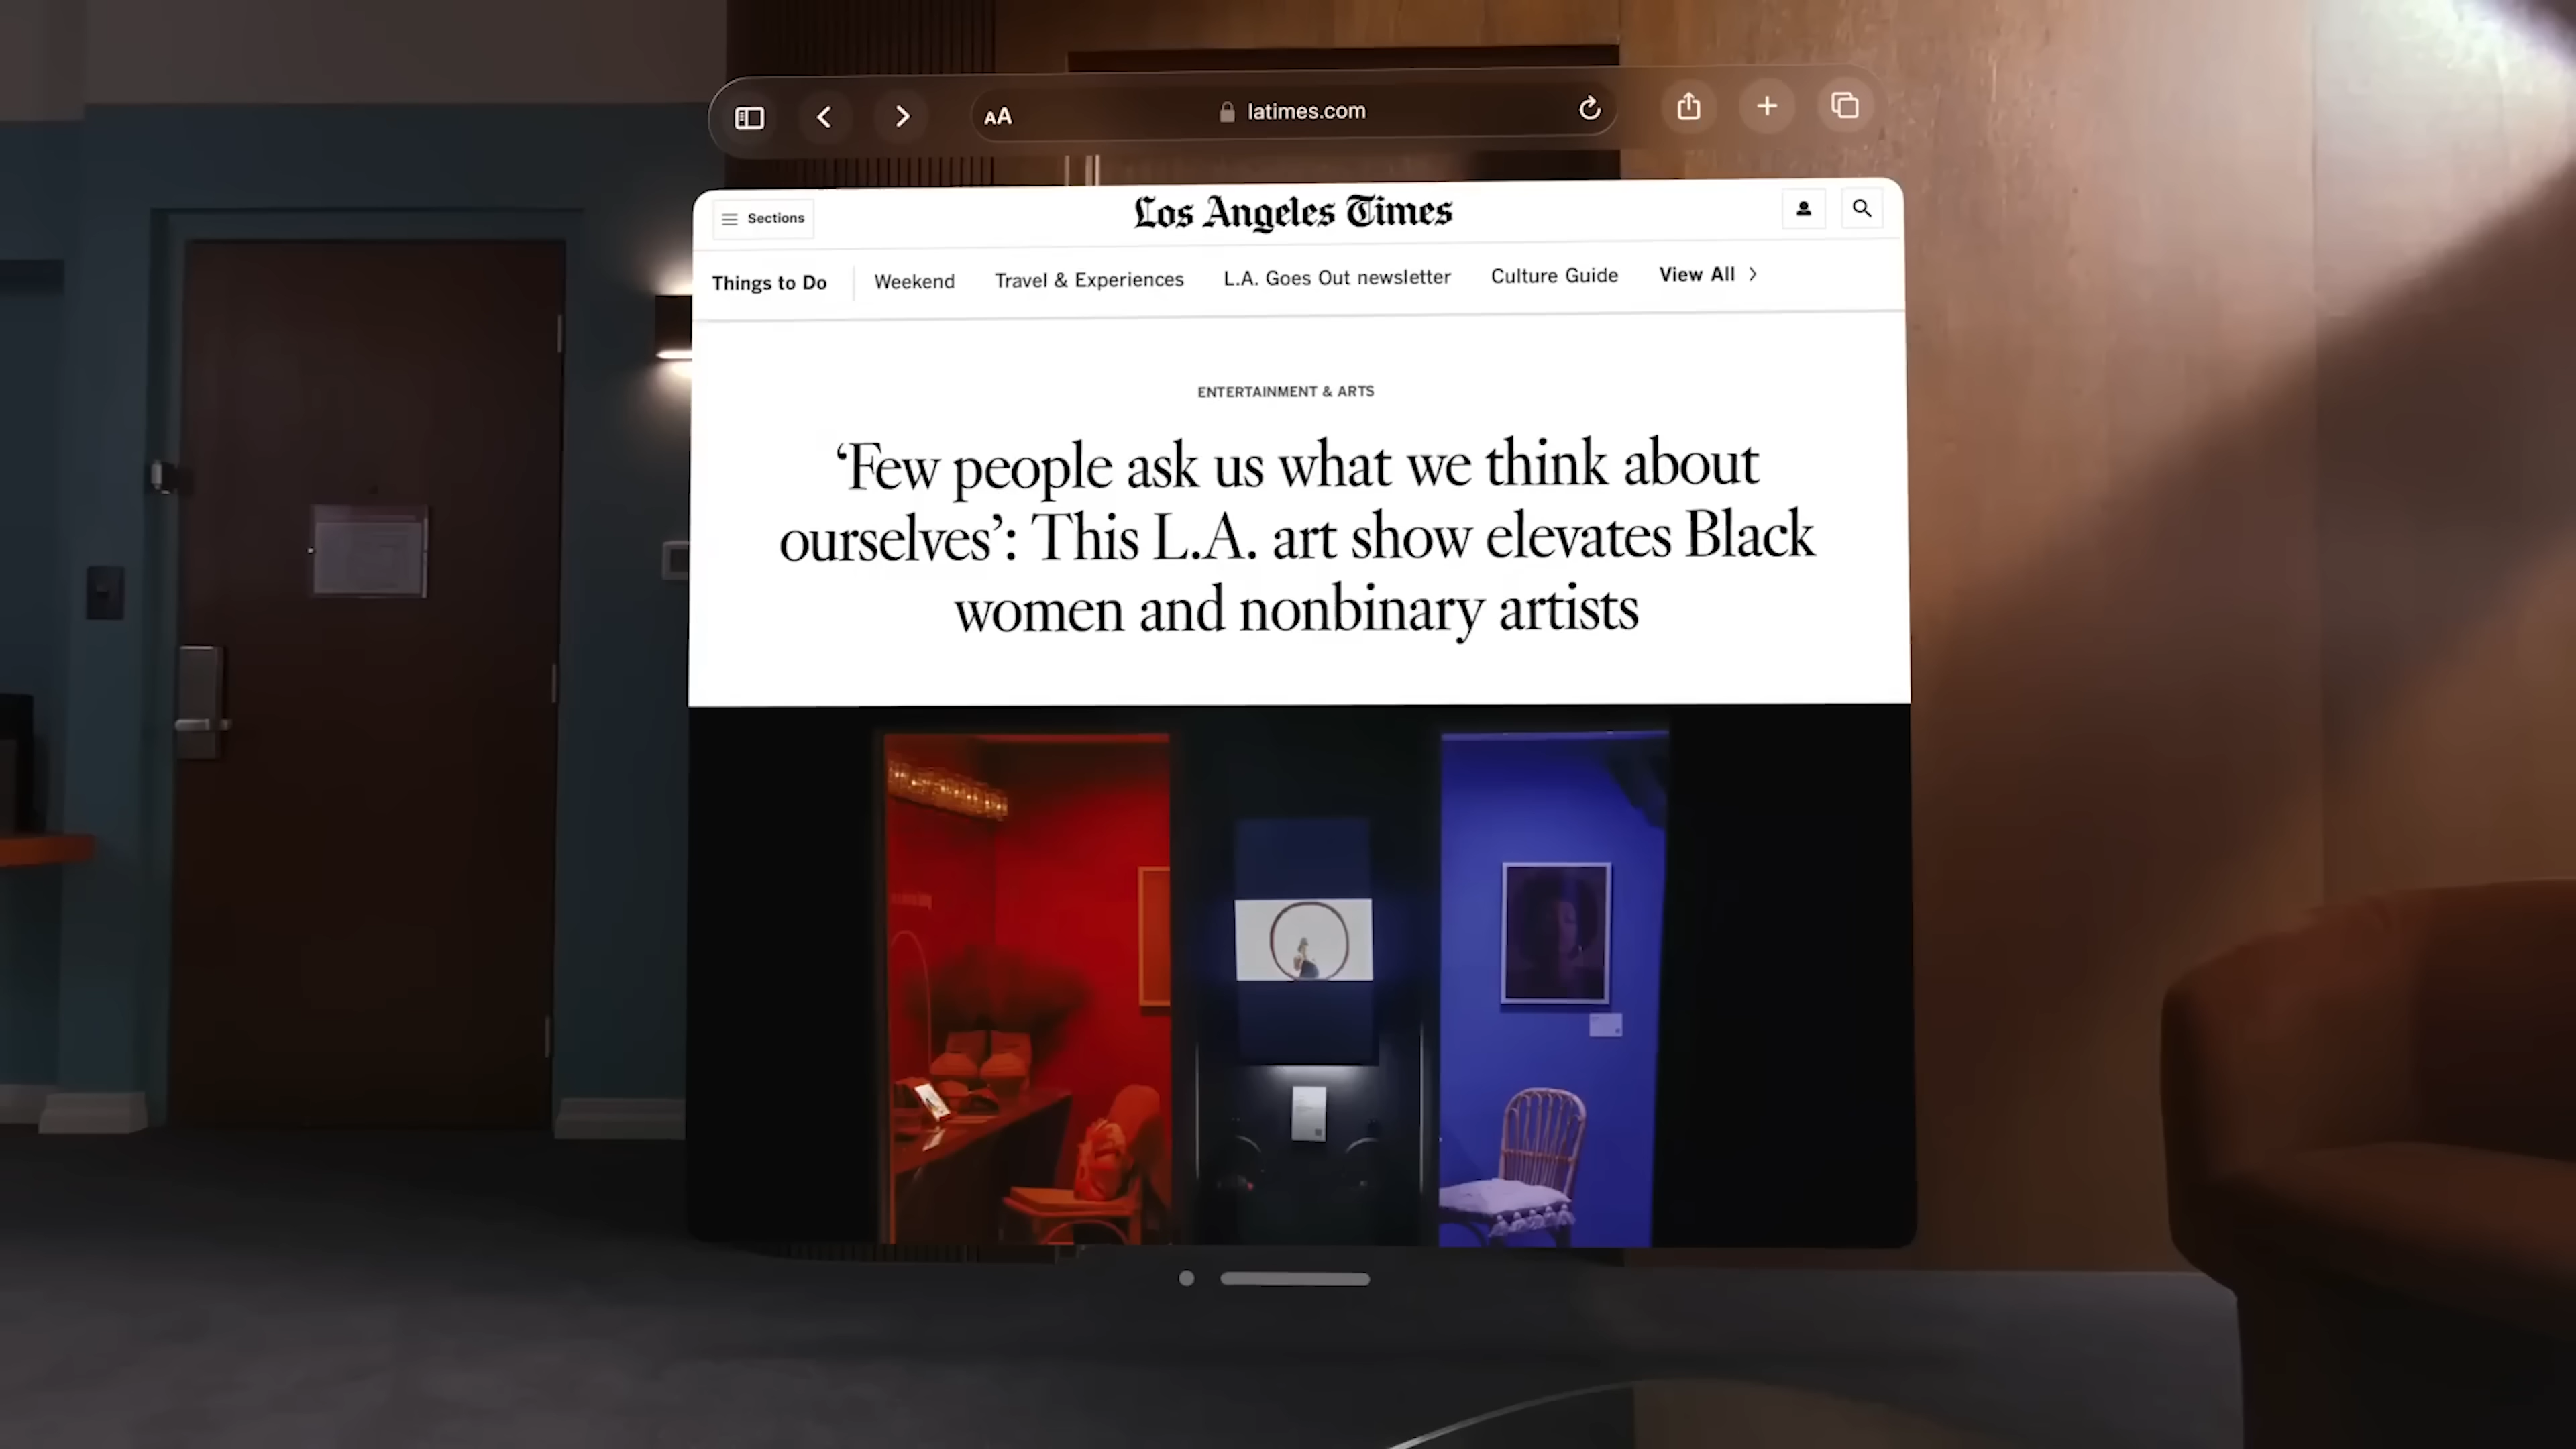 AA
latimes.com
Sections
Los Angeles Times
Things to Do
Weekend
Travel & Experiences
L.A. Goes Out newsletter
Culture Guide
View All
ENTERTAINMENT & ARTS
‘Few people ask us what we think about
ourselves’: This L.A. art show elevates Black
women and nonbinary artists